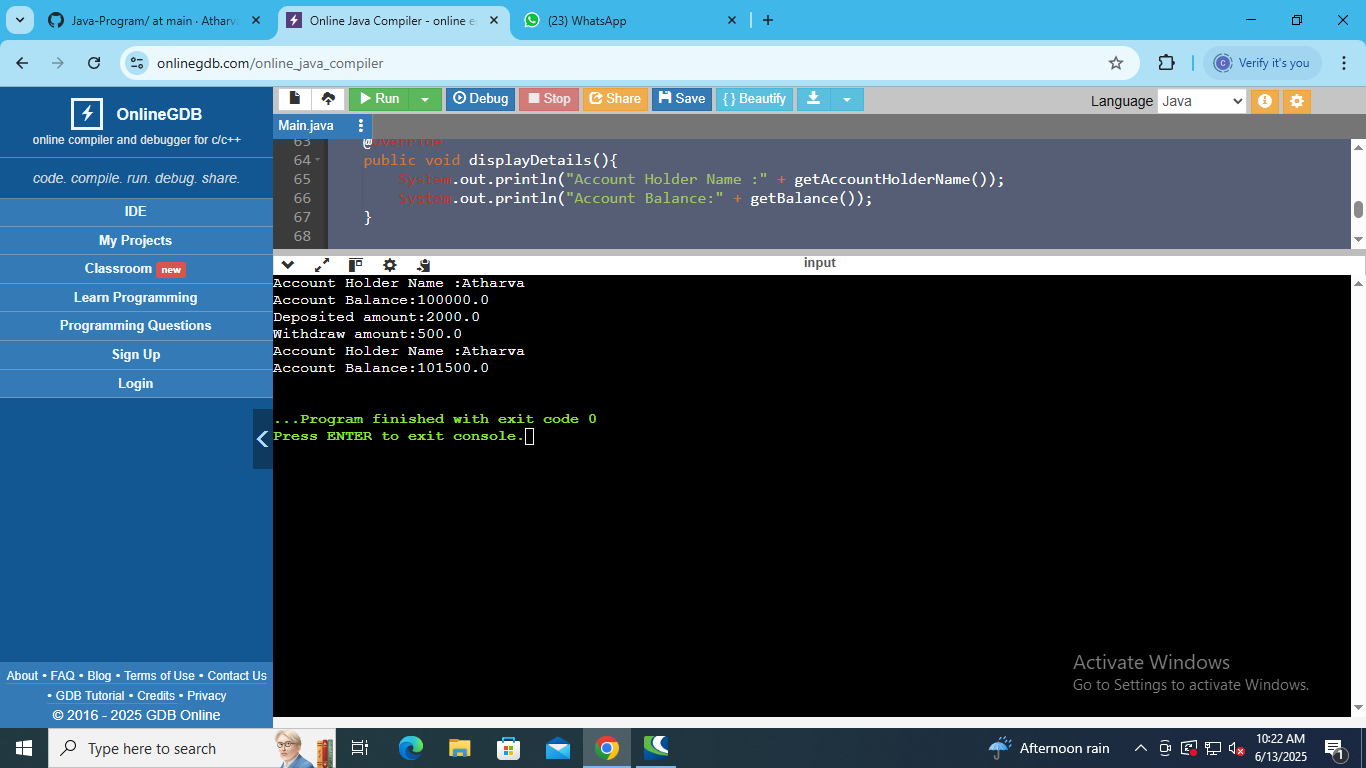 Java-Program/ at main · Atharv
Online Java Compiler - online e
(23) WhatsApp
onlinegdb.com/online_java_compiler
Verify it's you
OnlineGDB
online compiler and debugger for c/c++
code. compile. run. debug. share.
IDE
My Projects
Classroom new
Learn Programming
Programming Questions
Sign Up
Login
About • FAQ • Blog • Terms of Use • Contact Us
• GDB Tutorial • Credits • Privacy
© 2016 - 2025 GDB Online
Run Debug Stop Share Save { } Beautify
Language Java
Main.java
63 @Override
64 public void displayDetails(){
65 System.out.println("Account Holder Name :" + getAccountHolderName());
66 System.out.println("Account Balance:" + getBalance());
67 }
68
input
Account Holder Name :Atharva
Account Balance:100000.0
Deposited amount:2000.0
Withdraw amount:500.0
Account Holder Name :Atharva
Account Balance:101500.0
...Program finished with exit code 0
Press ENTER to exit console.
Activate Windows
Go to Settings to activate Windows.
Type here to search
Afternoon rain
10:22 AM
6/13/2025
1